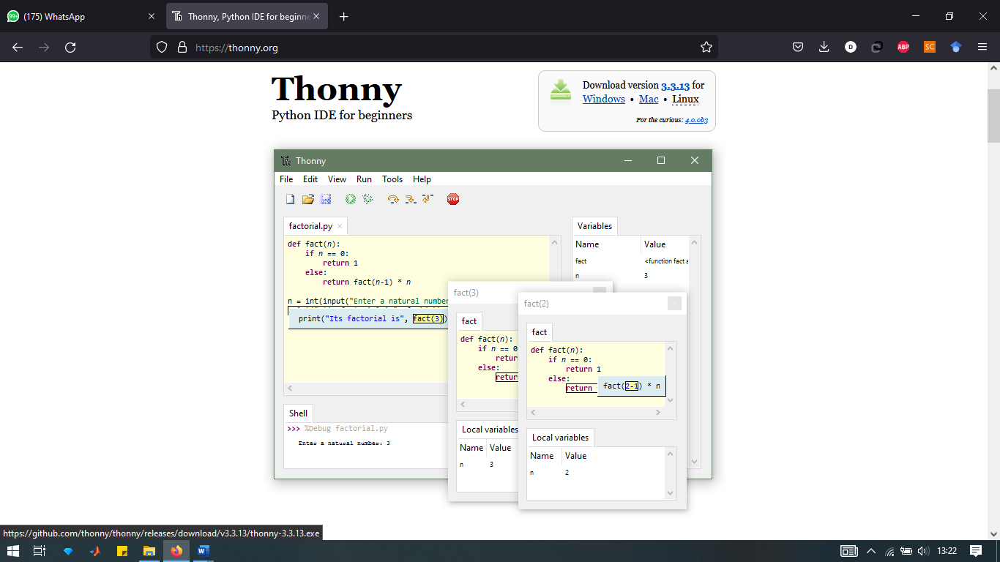 (175) WhatsApp
Thonny, Python IDE for beginne
https://thonny.org
ABP
SC
D
Thonny
Python IDE for beginners
Download version 3.3.13 for
Windows • Mac • Linux
For the curious: 4.0.0b3
Thonny
File Edit View Run Tools Help
STOP
factorial.py
def fact(n):
if n == 0:
return 1
else:
return fact(n-1) * n
n = int(input("Enter a natural number
print("Its factorial is", fact(3))
Variables
Name Value
fact <function fact a
n 3
fact(3)
fact
def fact(n):
if n == 0
retur
else:
return
Local variables
Name Value
n 3
fact(2)
fact
def fact(n):
if n == 0:
return 1
else:
return fact(2-1) * n
Local variables
Name Value
n 2
Shell
>>> %Debug factorial.py
Enter a natural number: 3
https://github.com/thonny/thonny/releases/download/v3.3.13/thonny-3.3.13.exe
13:22